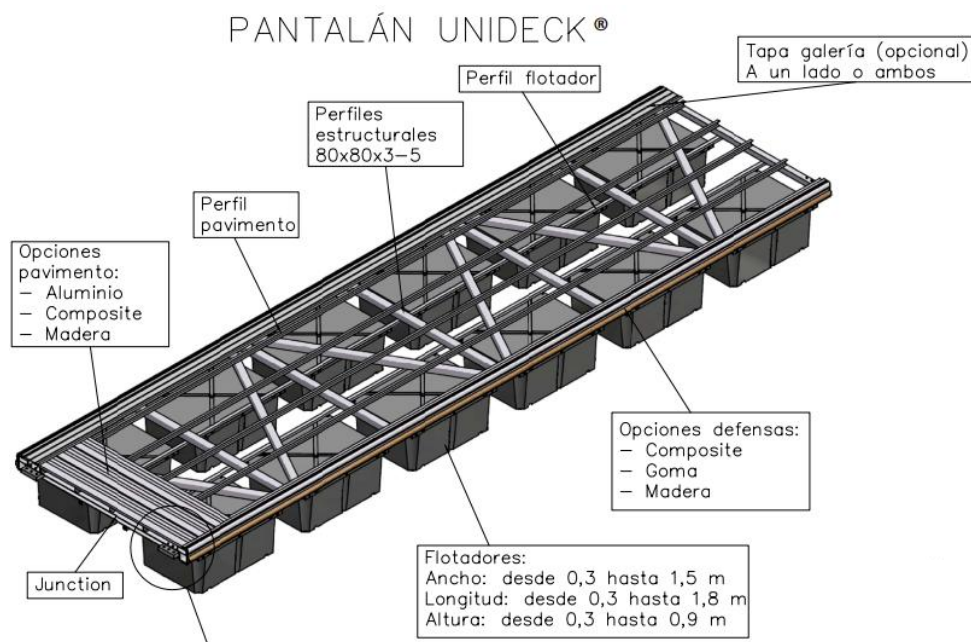 PANTALÁN UNIDECK®
Tapa galería (opcional)
A un lado o ambos
Perfil flotador
Perfiles
estructurales
80x80x3-5
Perfil
pavimento
Opciones
pavimento:
- Aluminio
- Composite
- Madera
Opciones defensas:
- Composite
- Goma
- Madera
Flotadores:
Ancho: desde 0,3 hasta 1,5 m
Longitud: desde 0,3 hasta 1,8 m
Altura: desde 0,3 hasta 0,9 m
Junction